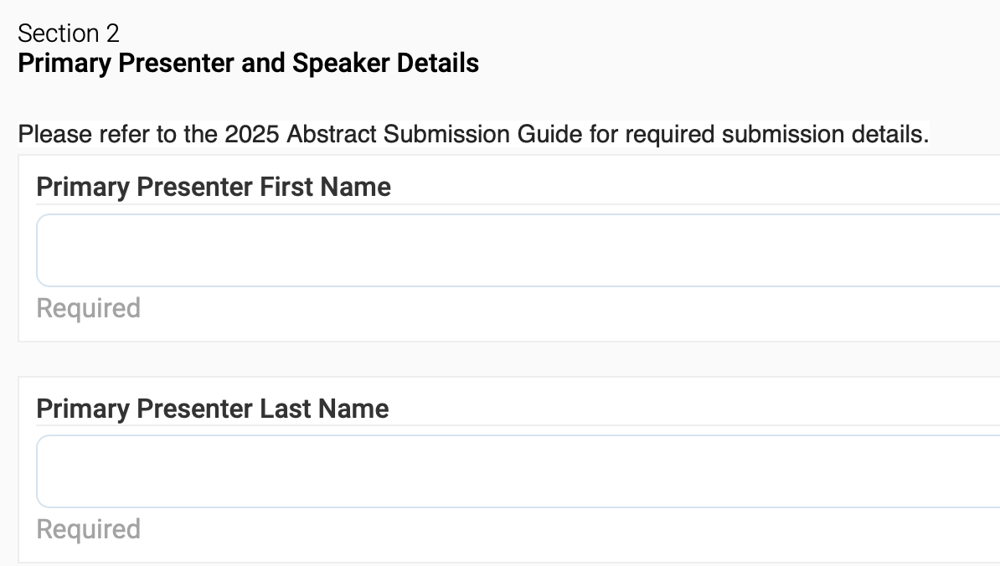 Section 2
Primary Presenter and Speaker Details
Please refer to the 2025 Abstract Submission Guide for required submission details.
Primary Presenter First Name
Required
Primary Presenter Last Name
Required